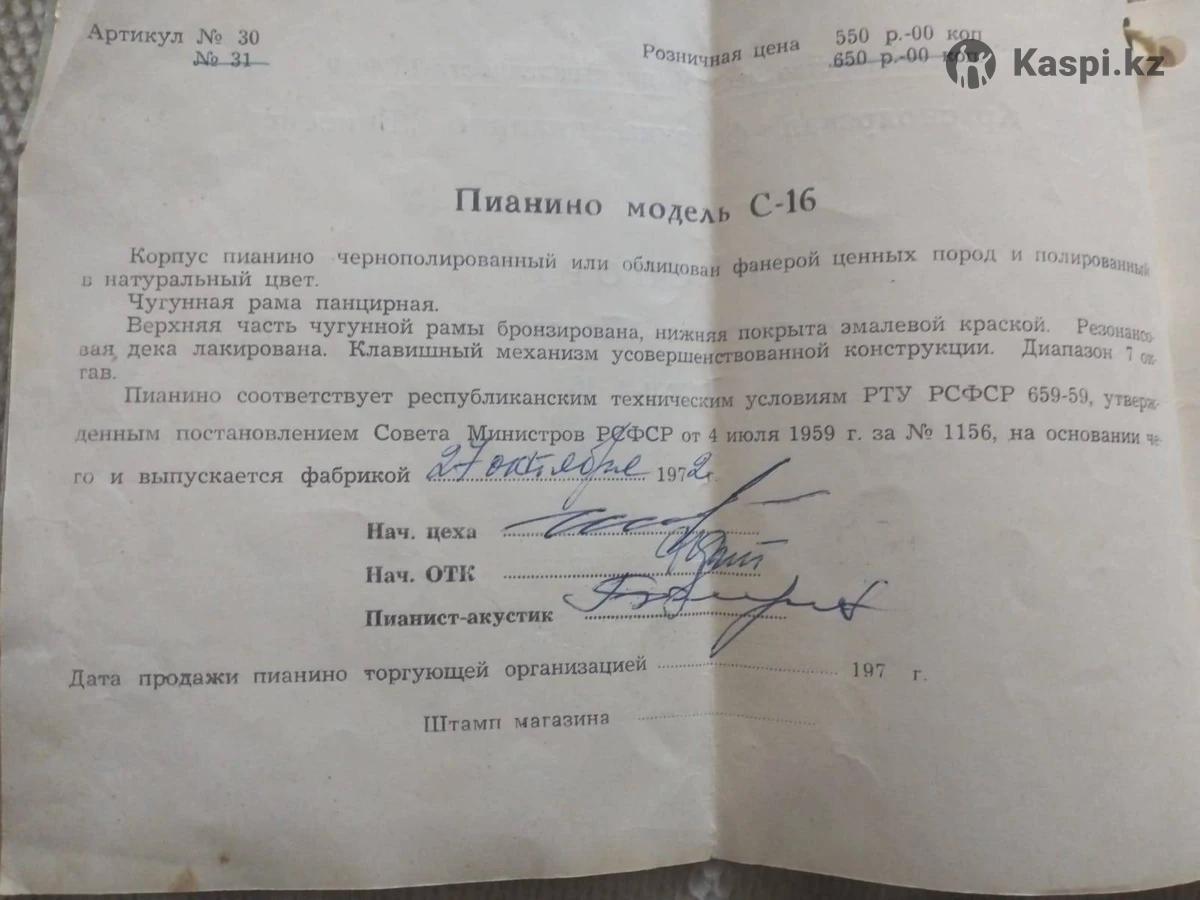 Артикул № 30
№ 31
Розничная цена 550 р.-00 коп
650 р.-00 коп
Kaspi.kz
Пианино модель С-16
Корпус пианино чернополированный или облицован фанерой ценных пород и полированный
в натуральный цвет.
Чугунная рама панцирная.
Верхняя часть чугунной рамы бронзирована, нижняя покрыта эмалевой краской. Резонансо-
вая дека лакирована. Клавишный механизм усовершенствованной конструкции. Диапазон 7 ок-
тав.
Пианино соответствует республиканским техническим условиям РТУ РСФСР 659-59, утверж-
денным постановлением Совета Министров РСФСР от 4 июля 1959 г. за № 1156, на основании че-
го и выпускается фабрикой 27 октября 1972 г.
Нач. цеха
Нач. ОТК
Пианист-акустик
Дата продажи пианино торгующей организацией 197 г.
Штамп магазина